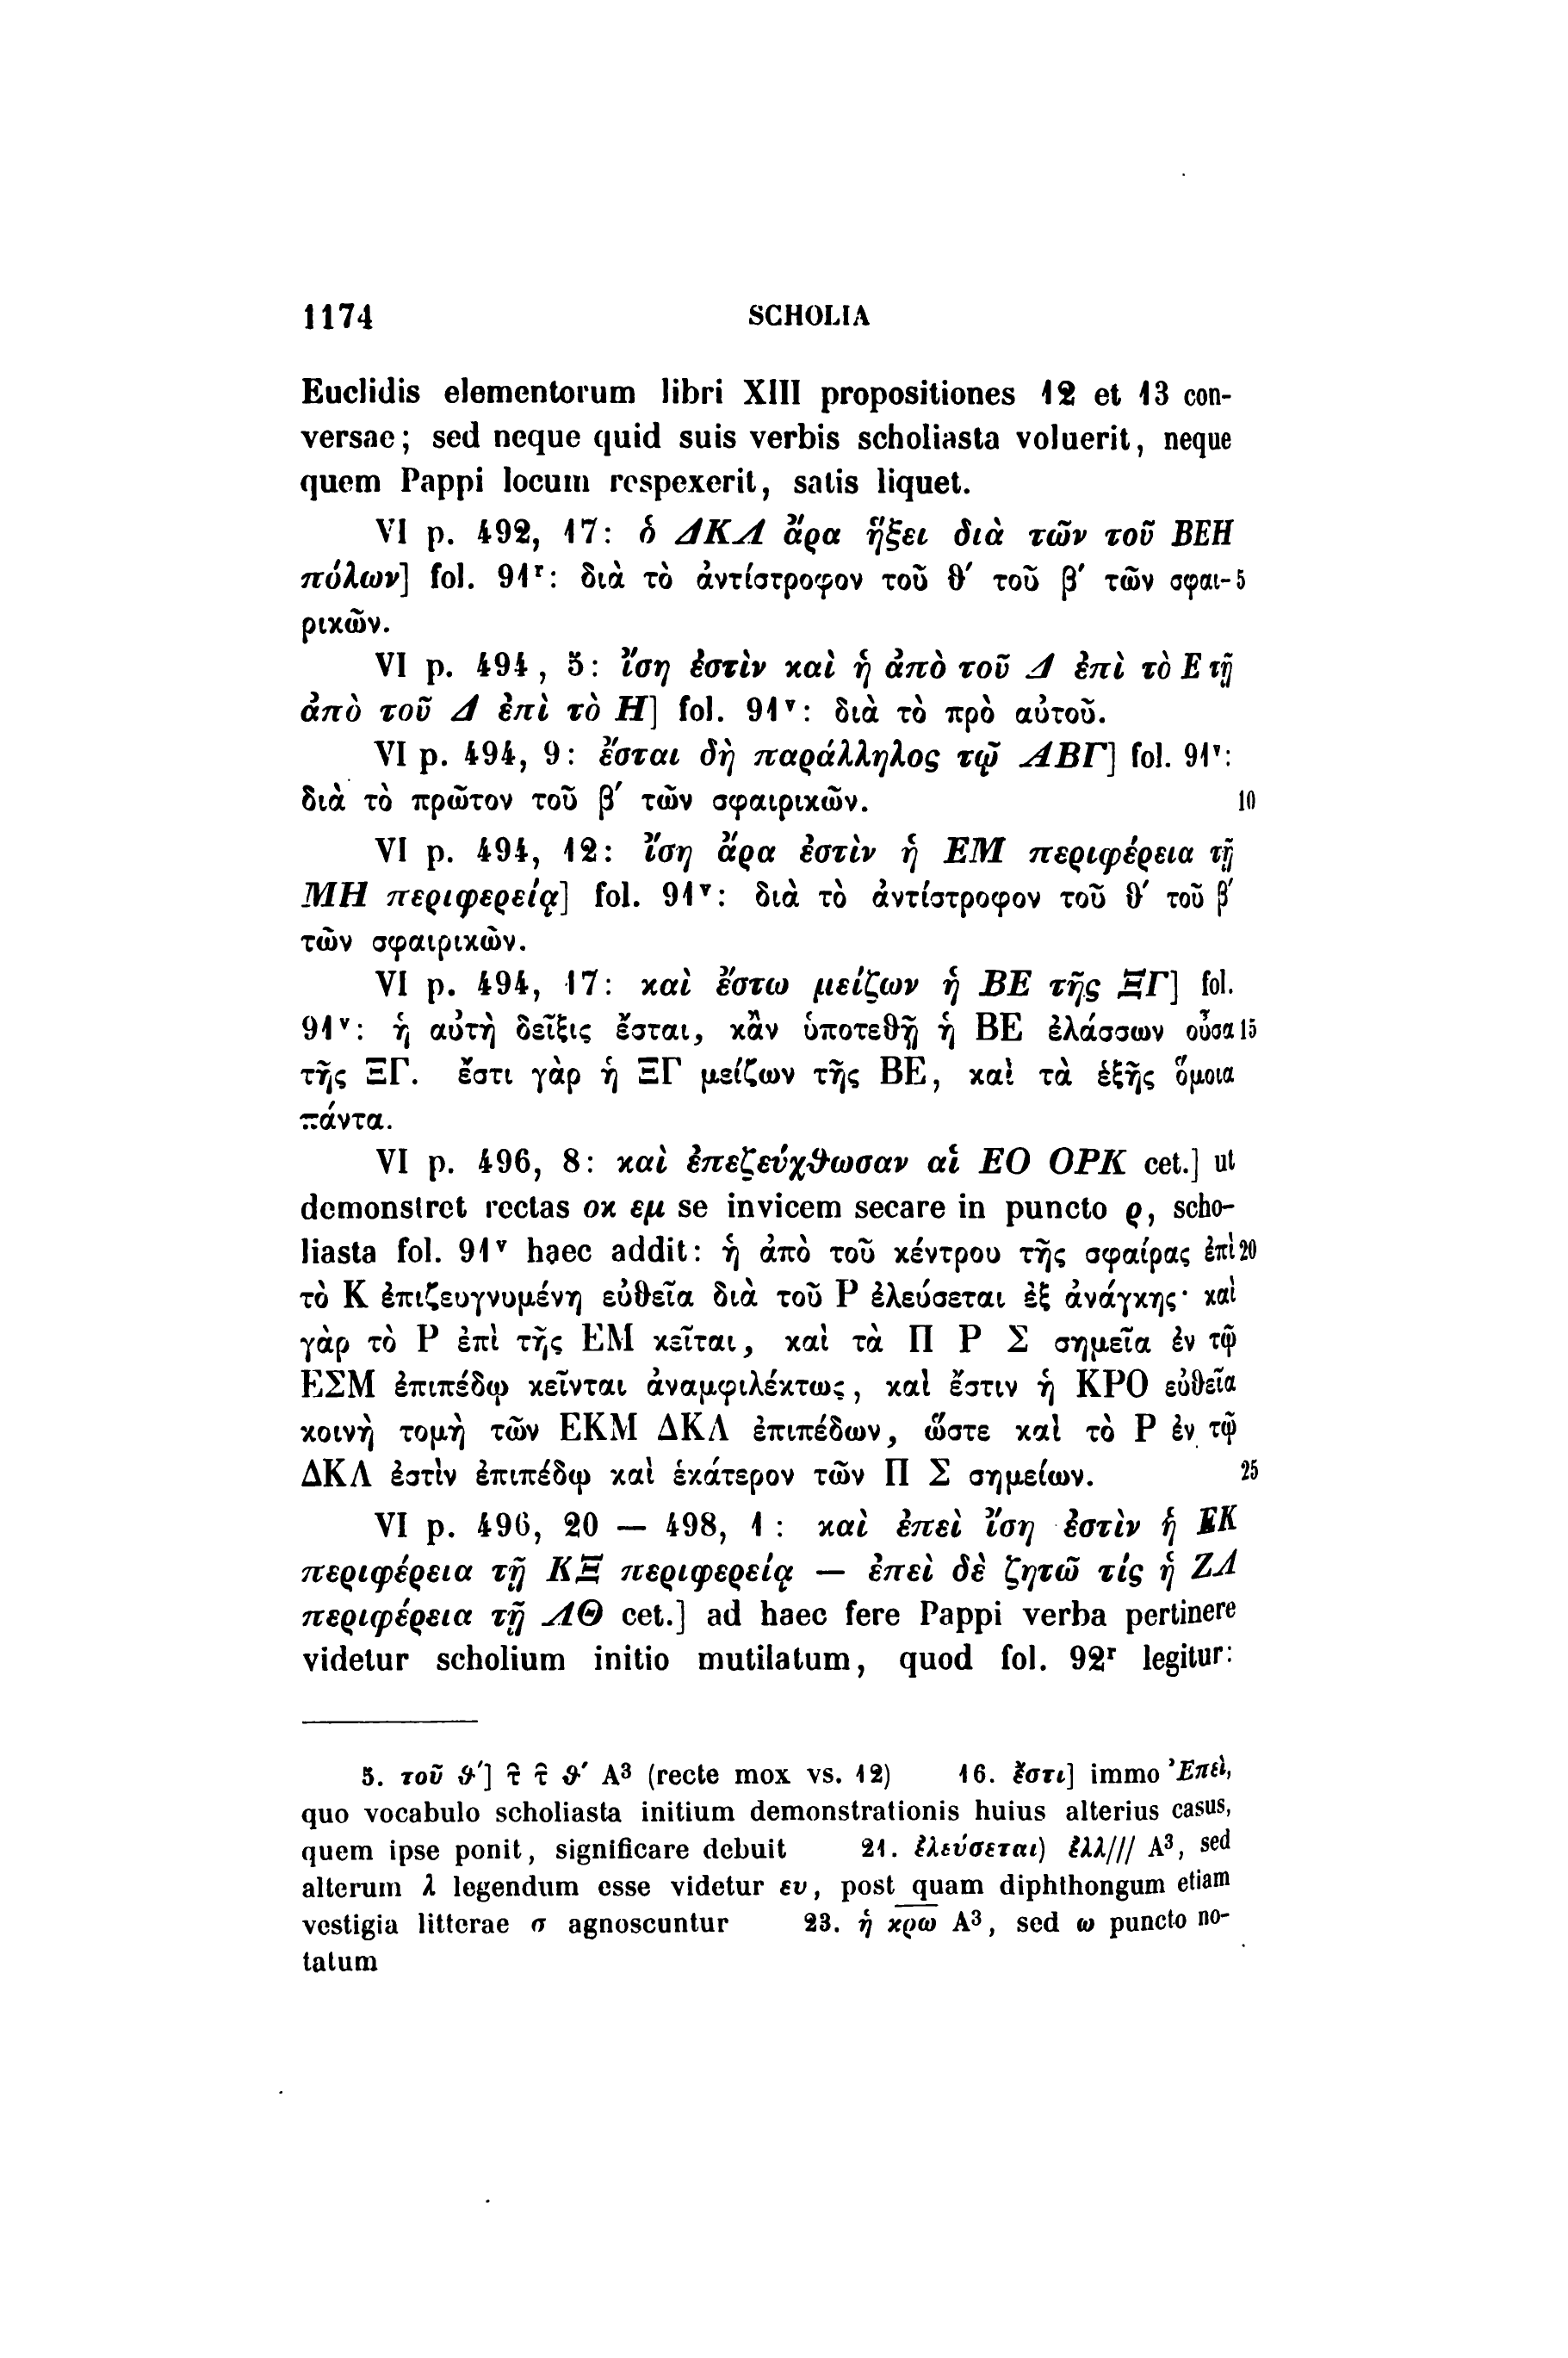 1174 SCHOLIA
Euclidis elementorum libri XIII propositiones 12 et 13 con-
versae; sed neque quid suis verbis scholiasta voluerit, neque
quem Pappi locum respexerit, satis liquet.
VI p. 492, 17: ὁ ΔΚΛ ἄρα ἥξει διὰ τῶν τοῦ ΒΕΗ
πόλων] fol. 91ʳ: διὰ τὸ ἀντίστροφον τοῦ θ′ τοῦ β′ τῶν σφαι- 5
ρικῶν.
VI p. 494, 5: ἴση ἐστὶν καὶ ἡ ἀπὸ τοῦ Δ ἐπὶ τὸ Ε τῇ
ἀπὸ τοῦ Δ ἐπὶ τὸ Η] fol. 91ᵛ: διὰ τὸ πρὸ αὐτοῦ.
VI p. 494, 9: ἔσται δὴ παράλληλος τῷ ΑΒΓ] fol. 91ᵛ:
διὰ τὸ πρῶτον τοῦ β′ τῶν σφαιρικῶν. 10
VI p. 494, 12: ἴση ἄρα ἐστὶν ἡ ΕΜ περιφέρεια τῇ
ΜΗ περιφερείᾳ] fol. 91ᵛ: διὰ τὸ ἀντίστροφον τοῦ θ′ τοῦ β′
τῶν σφαιρικῶν.
VI p. 494, 17: καὶ ἔστω μείζων ἡ ΒΕ τῆς ΞΓ] fol.
91ᵛ: ἡ αὐτὴ δεῖξις ἔσται, κἂν ὑποτεθῇ ἡ ΒΕ ἐλάσσων οὖσα 15
τῆς ΞΓ. ἔστι γὰρ ἡ ΞΓ μείζων τῆς ΒΕ, καὶ τὰ ἑξῆς ὅμοια
πάντα.
VI p. 496, 8: καὶ ἐπεζεύχθωσαν αἱ ΕΟ ΟΡΚ cet.] ut
demonstret rectas οκ εμ se invicem secare in puncto ρ, scho-
liasta fol. 91ᵛ haec addit: ἡ ἀπὸ τοῦ κέντρου τῆς σφαίρας ἐπὶ 20
τὸ Κ ἐπιζευγνυμένη εὐθεῖα διὰ τοῦ Ρ ἐλεύσεται ἐξ ἀνάγκης· καὶ
γὰρ τὸ Ρ ἐπὶ τῆς ΕΜ κεῖται, καὶ τὰ Π Ρ Σ σημεῖα ἐν τῷ
ΕΣΜ ἐπιπέδῳ κεῖνται ἀναμφιλέκτως, καὶ ἔστιν ἡ ΚΡΟ εὐθεῖα
κοινὴ τομὴ τῶν ΕΚΜ ΔΚΛ ἐπιπέδων, ὥστε καὶ τὸ Ρ ἐν τῷ
ΔΚΛ ἐστὶν ἐπιπέδῳ καὶ ἑκάτερον τῶν Π Σ σημείων. 25
VI p. 496, 20 — 498, 1: καὶ ἐπεὶ ἴση ἐστὶν ἡ ΕΚ
περιφέρεια τῇ ΚΞ περιφερείᾳ — ἐπεὶ δὲ ζητῶ τίς ἡ ΖΛ
περιφέρεια τῇ ΛΘ cet.] ad haec fere Pappi verba pertinere
videtur scholium initio mutilatum, quod fol. 92ʳ legitur:
5. τοῦ θ′] τ̂ τ̂ θ′ A³ (recte mox vs. 12) 16. ἔστι] immo Ἐπεὶ,
quo vocabulo scholiasta initium demonstrationis huius alterius casus,
quem ipse ponit, significare debuit 21. ἐλεύσεται) ἐλλ/// A³, sed
alterum λ legendum esse videtur ευ, post quam diphthongum etiam
vestigia litterae σ agnoscuntur 23. ἡ κρω A³, sed ω puncto no-
tatum